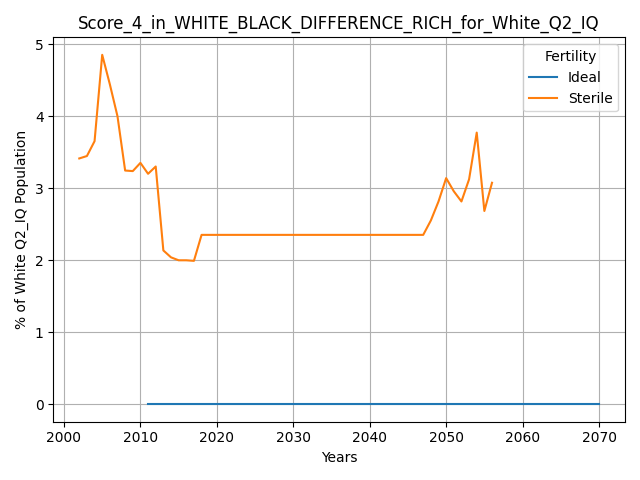 Score_4_in_WHITE_BLACK_DIFFERENCE_RICH_for_White_Q2_IQ
Fertility
Ideal
Sterile
% of White Q2_IQ Population
5
4
3
2
1
0
2000 2010 2020 2030 2040 2050 2060 2070
Years